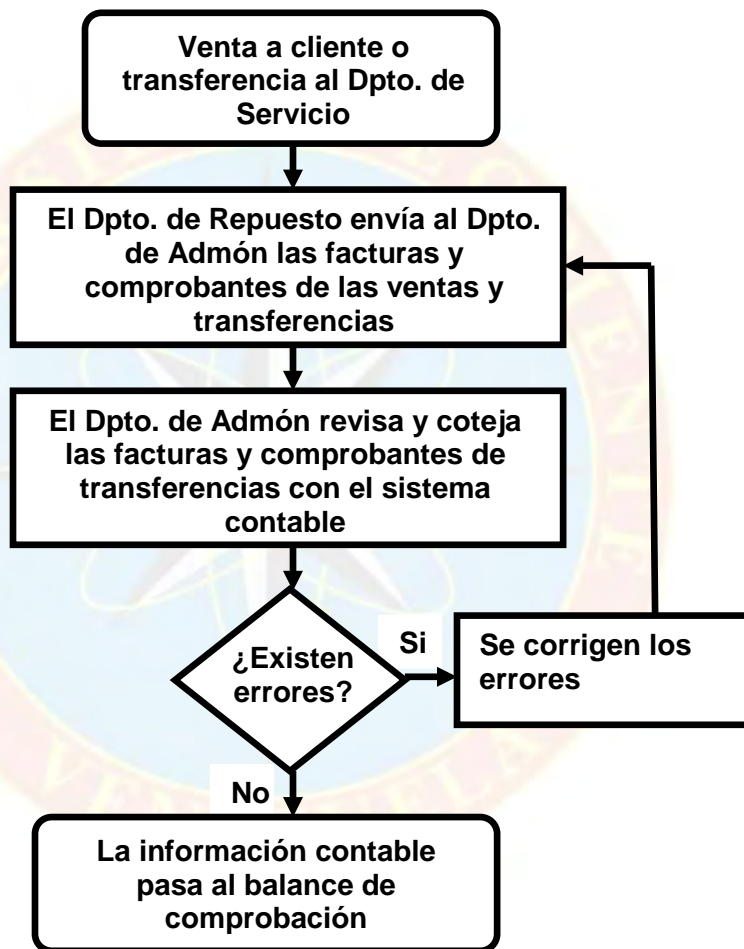 Venta a cliente o
transferencia al Dpto. de
Servicio
El Dpto. de Repuesto envía al Dpto.
de Admón las facturas y
comprobantes de las ventas y
transferencias
El Dpto. de Admón revisa y coteja
las facturas y comprobantes de
transferencias con el sistema
contable
¿Existen
errores?
Si
Se corrigen los
errores
No
La información contable
pasa al balance de
comprobación